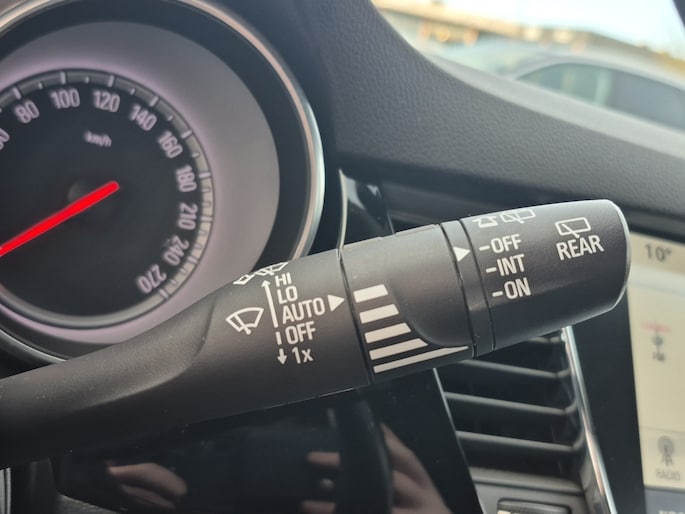 80
100
120
140
160
180
210
240
270
km/h
HI
LO
AUTO
OFF
1x
-OFF
-INT
-ON
REAR
10°
RADIO